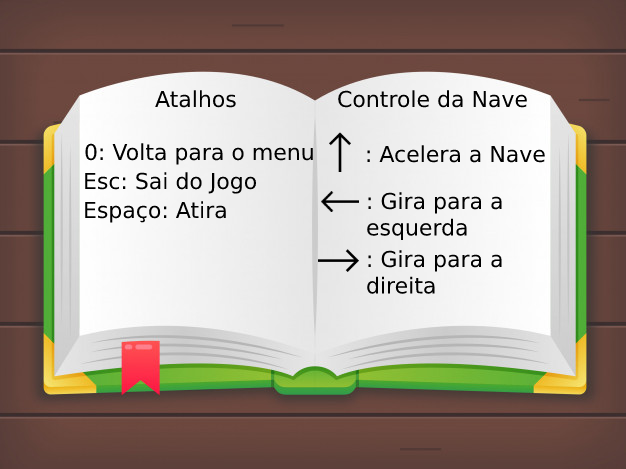 Atalhos
0: Volta para o menu
Esc: Sai do Jogo
Espaço: Atira
Controle da Nave
↑ : Acelera a Nave
← : Gira para a
esquerda
→ : Gira para a
direita